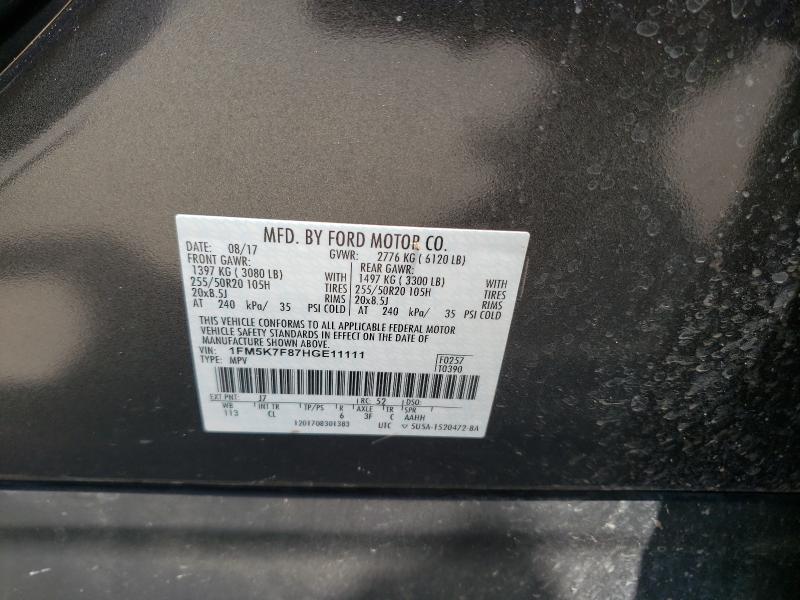 MFD. BY FORD MOTOR CO.
DATE: 08/17 GVWR: 2776 KG ( 6120 LB)
FRONT GAWR: REAR GAWR:
1397 KG ( 3080 LB) WITH 1497 KG ( 3300 LB) WITH
255/50R20 105H TIRES 255/50R20 105H TIRES
20x8.5J RIMS 20x8.5J RIMS
AT 240 kPa/ 35 PSI COLD AT 240 kPa/ 35 PSI COLD
THIS VEHICLE CONFORMS TO ALL APPLICABLE FEDERAL MOTOR
VEHICLE SAFETY STANDARDS IN EFFECT ON THE DATE OF
MANUFACTURE SHOWN ABOVE.
VIN: 1FM5K7F87HGE11111 F0257
TYPE: MPV IT0390
EXT PNT: J7 RC: 52 DSO:
WB INT TR TP/PS R AXLE TR SPR
113 CL 6 3F C AAHH
1201708301383 UTC 5U5A-1520472-BA